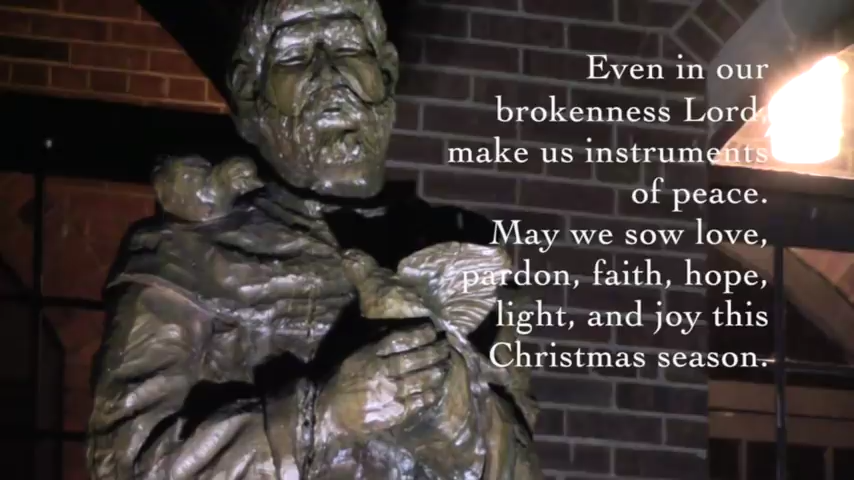 Even in our
brokenness Lord,
make us instruments
of peace.
May we sow love,
pardon, faith, hope,
light, and joy this
Christmas season.